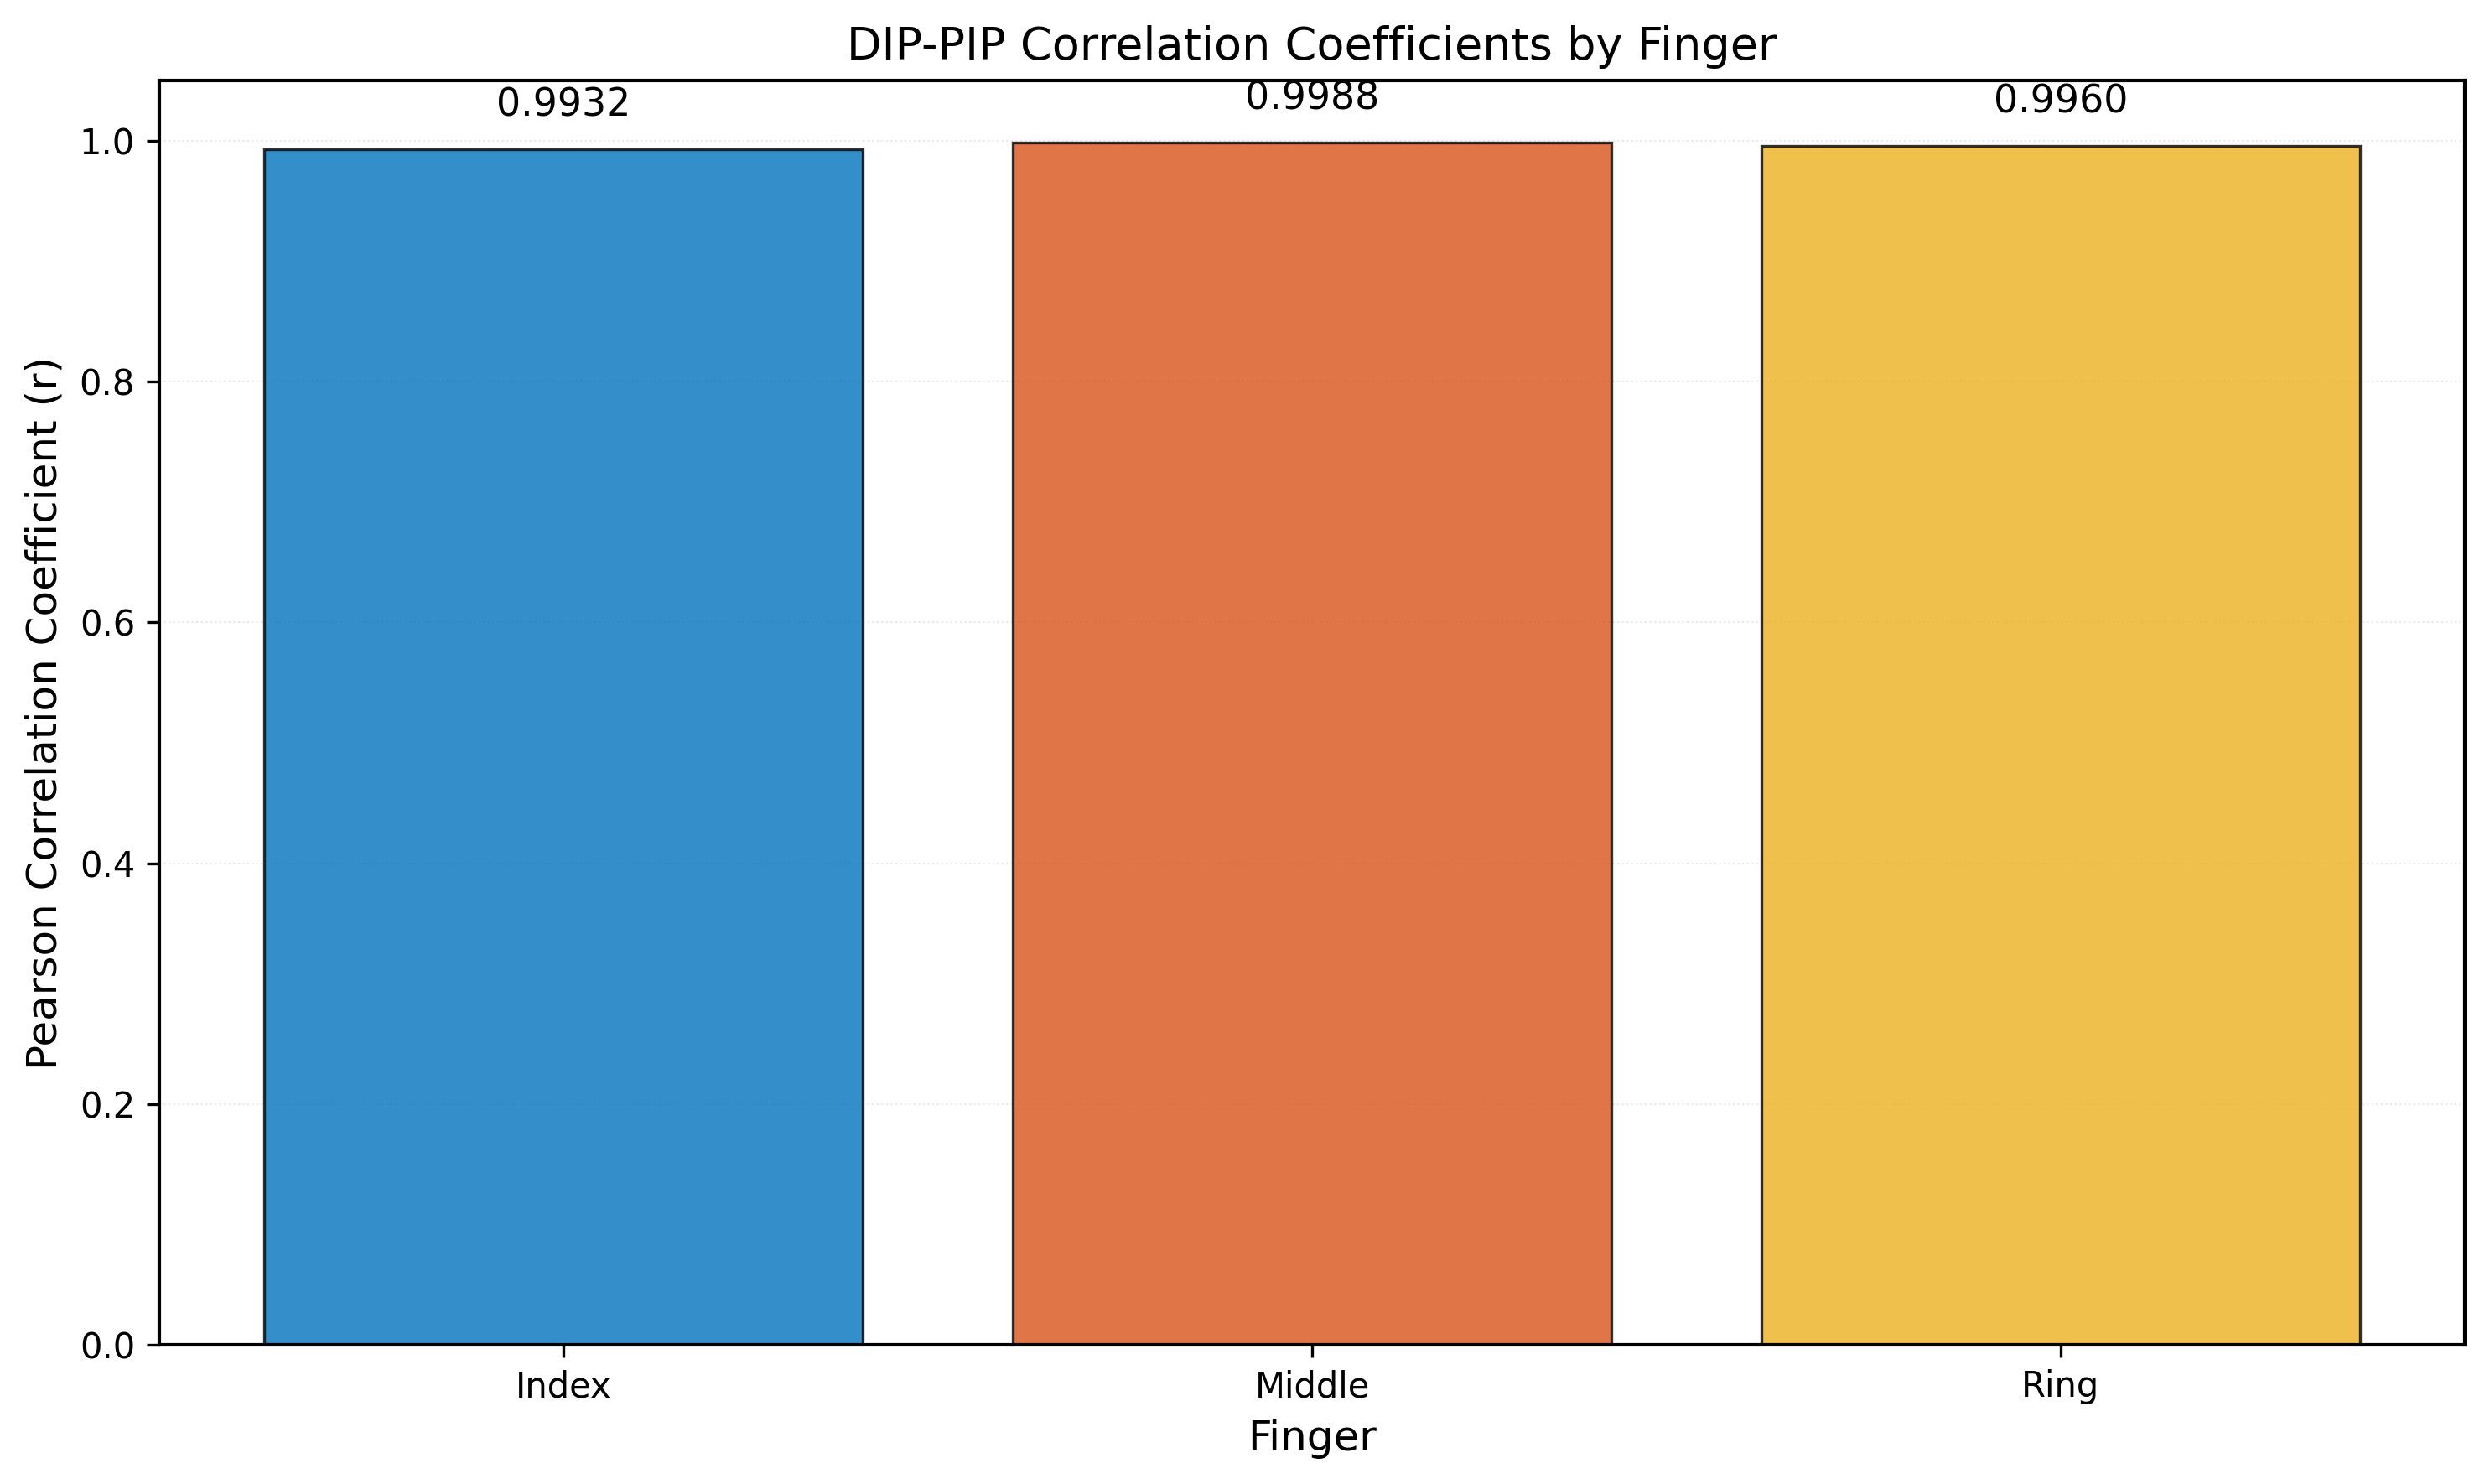 DIP-PIP Correlation Coefficients by Finger
0.9932
0.9988
0.9960
Pearson Correlation Coefficient (r)
1.0
0.8
0.6
0.4
0.2
0.0
Index
Middle
Ring
Finger